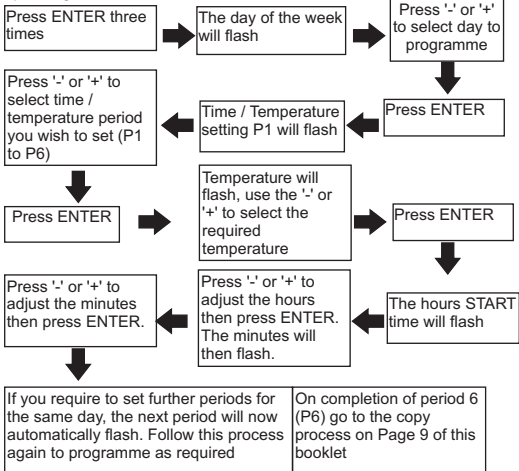 Press ENTER three
times
The day of the week
will flash
Press '-' or '+'
to select day to
programme
Press ENTER
Time / Temperature
setting P1 will flash
Press '-' or '+' to
select time /
temperature period
you wish to set (P1
to P6)
Press ENTER
Temperature will
flash, use the '-' or
'+' to select the
required
temperature
Press ENTER
The hours START
time will flash
Press '-' or '+' to
adjust the hours
then press ENTER.
The minutes will
then flash.
Press '-' or '+' to
adjust the minutes
then press ENTER.
If you require to set further periods for
the same day, the next period will now
automatically flash. Follow this process
again to programme as required
On completion of period 6
(P6) go to the copy
process on Page 9 of this
booklet